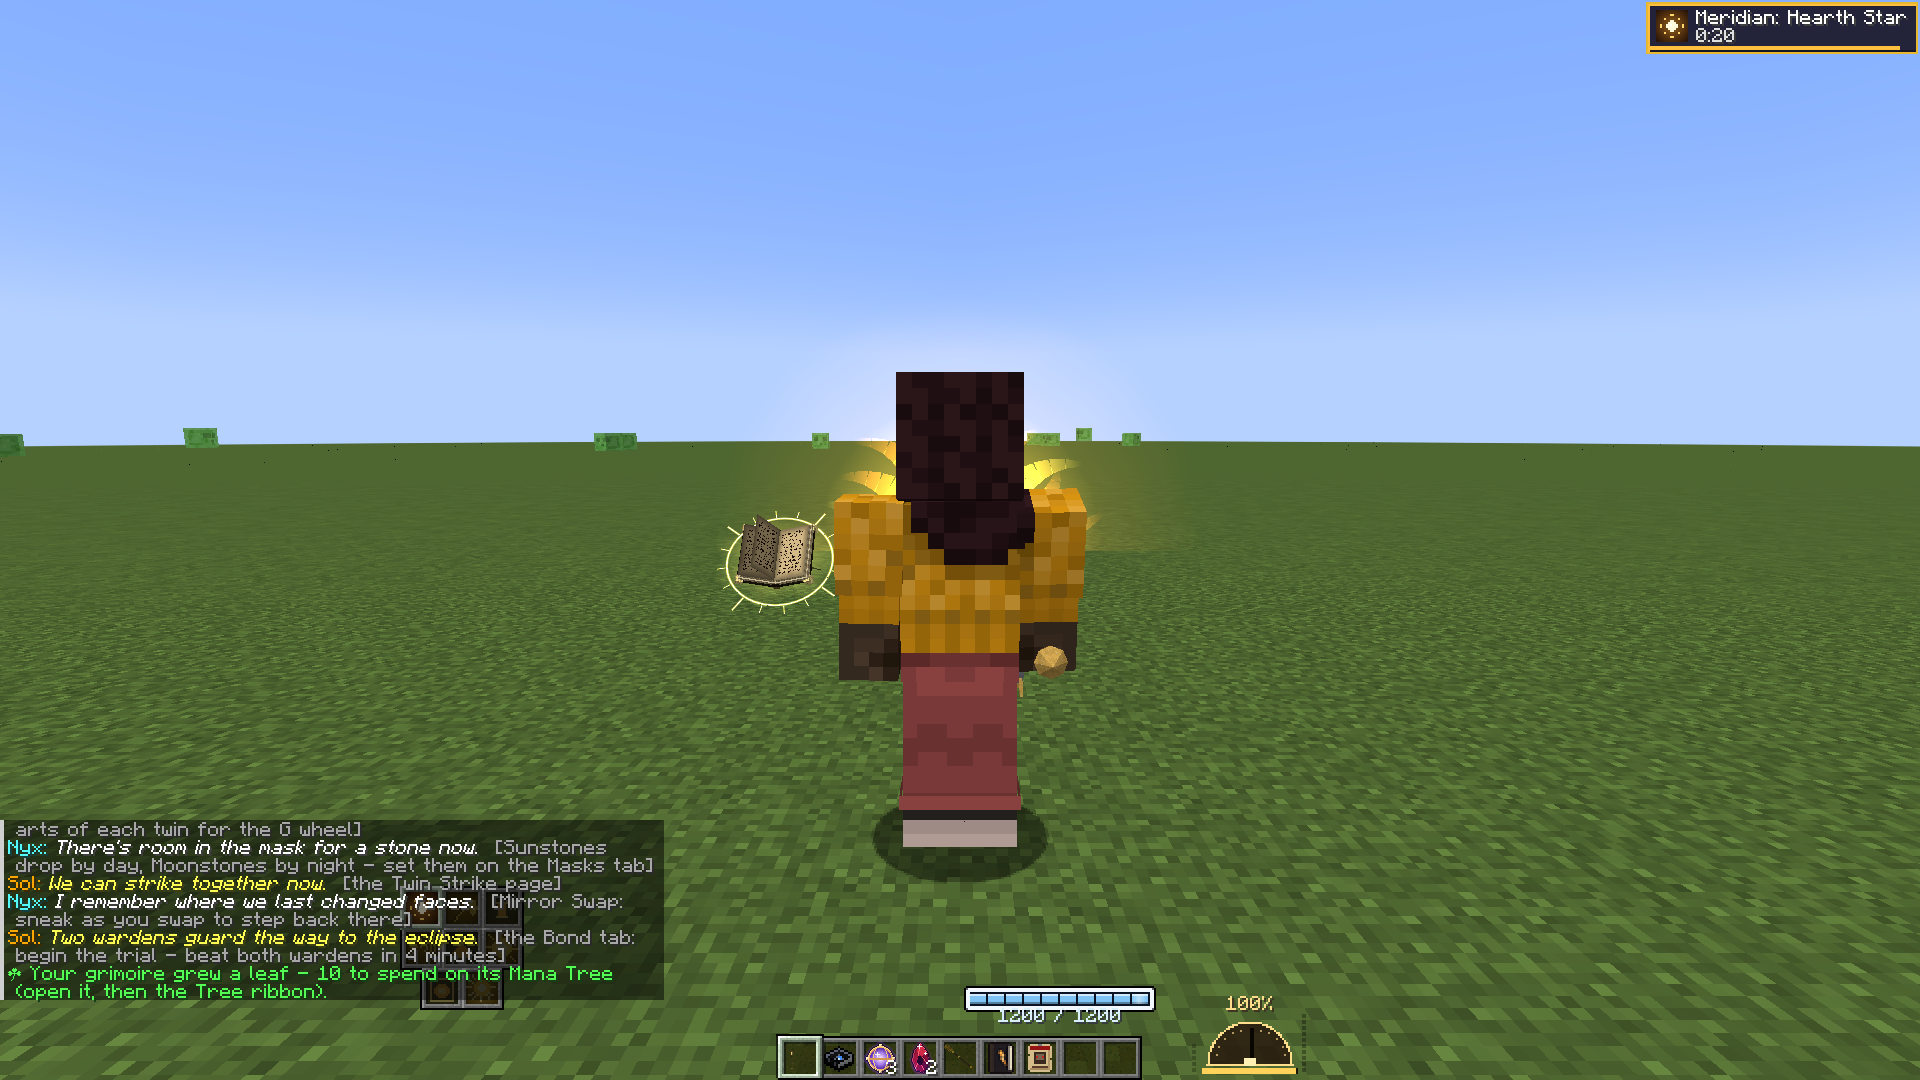 Meridian: Hearth Star
0:20
arts of each twin for the G wheel]
Nyx: There's room in the mask for a stone now. [Sunstones
drop by day, Moonstones by night – set them on the Masks tab]
Sol: We can strike together now. [the Twin Strike page]
Nyx: I remember where we last changed faces. [Mirror Swap:
sneak as you swap to step back there]
Sol: Two wardens guard the way to the eclipse. [the Bond tab:
begin the trial – beat both wardens in 4 minutes]
☘ Your grimoire grew a leaf – 10 to spend on its Mana Tree
(open it, then the Tree ribbon).
1200 / 1200
100%
3
2